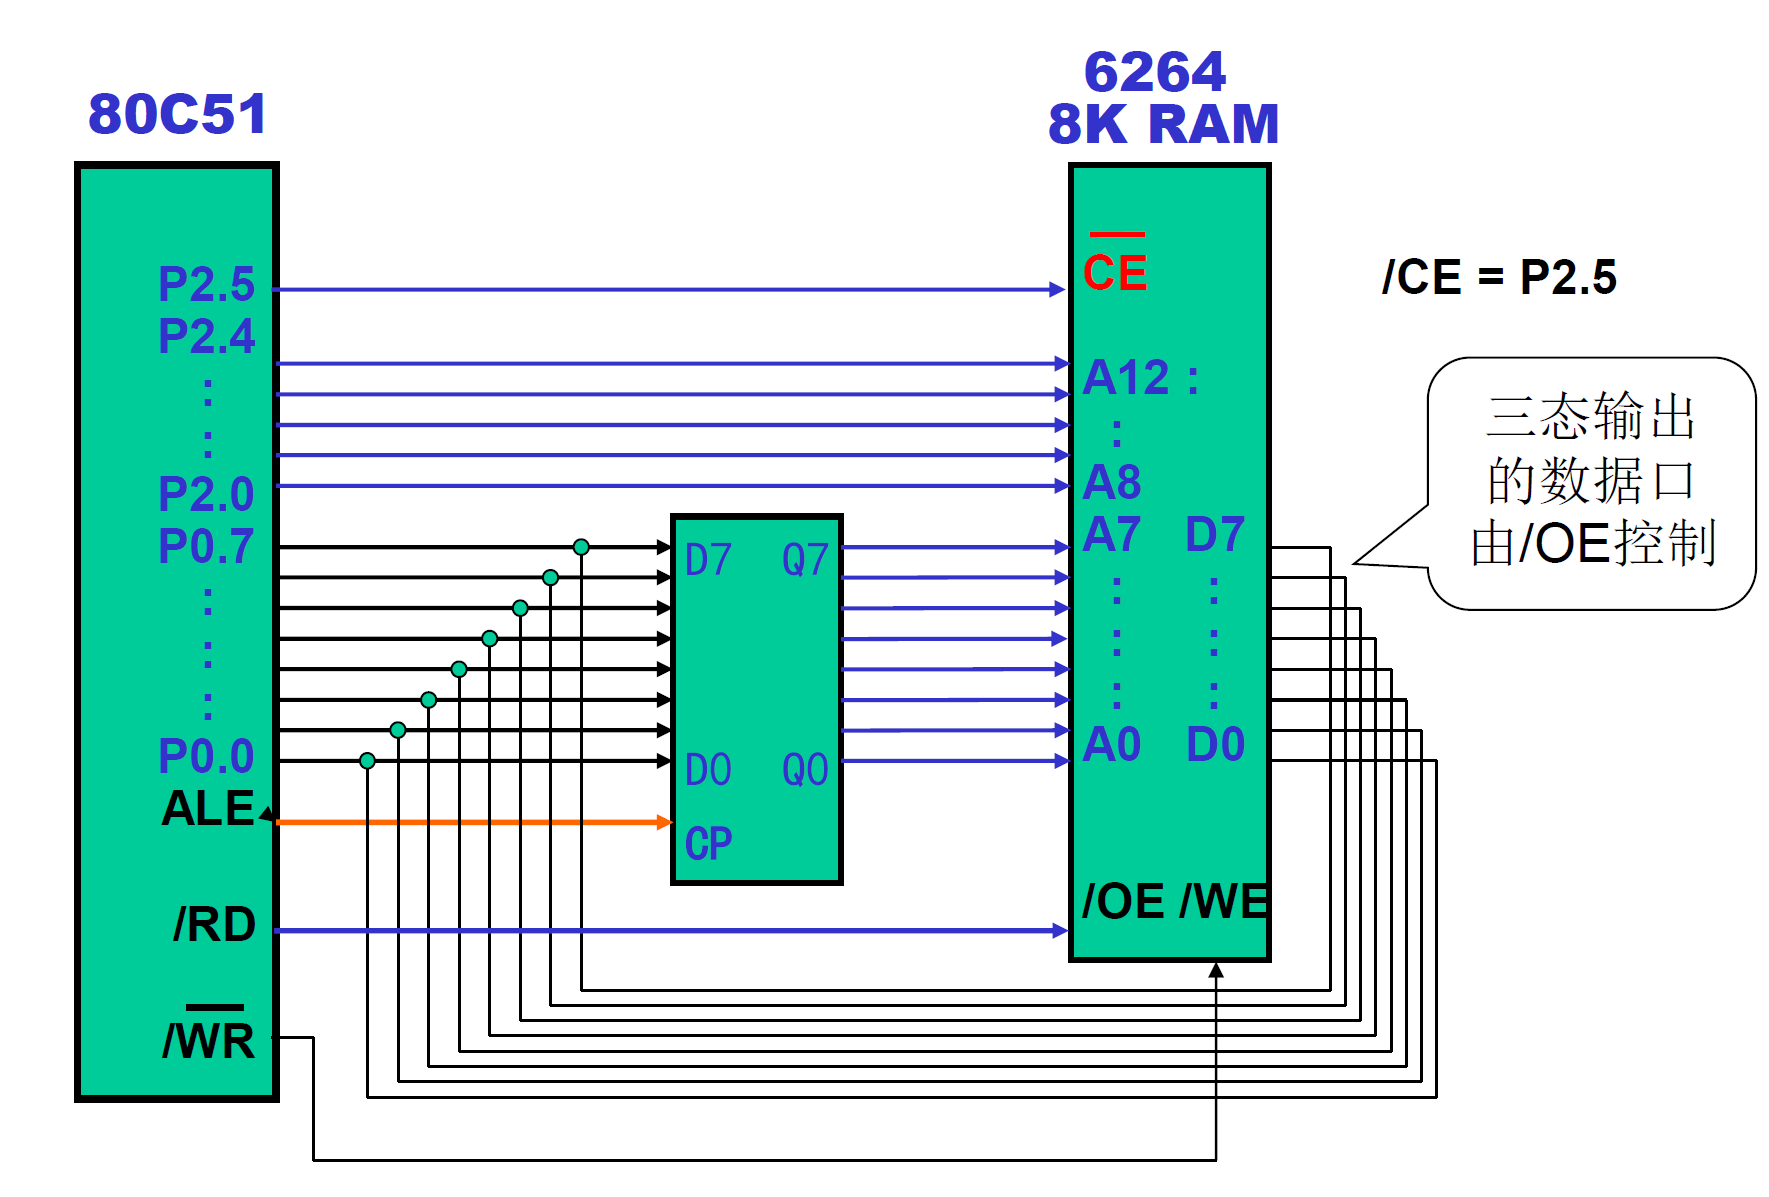 80C51
P2.5
P2.4
:
:
P2.0
P0.7
:
:
:
P0.0
ALE
/RD
/WR
D7 Q7
D0 Q0
CP
6264
8K RAM
CE
A12 :
:
A8
A7 D7
: :
: :
: :
A0 D0
/OE /WE
/CE = P2.5
三态输出
的数据口
由/OE控制